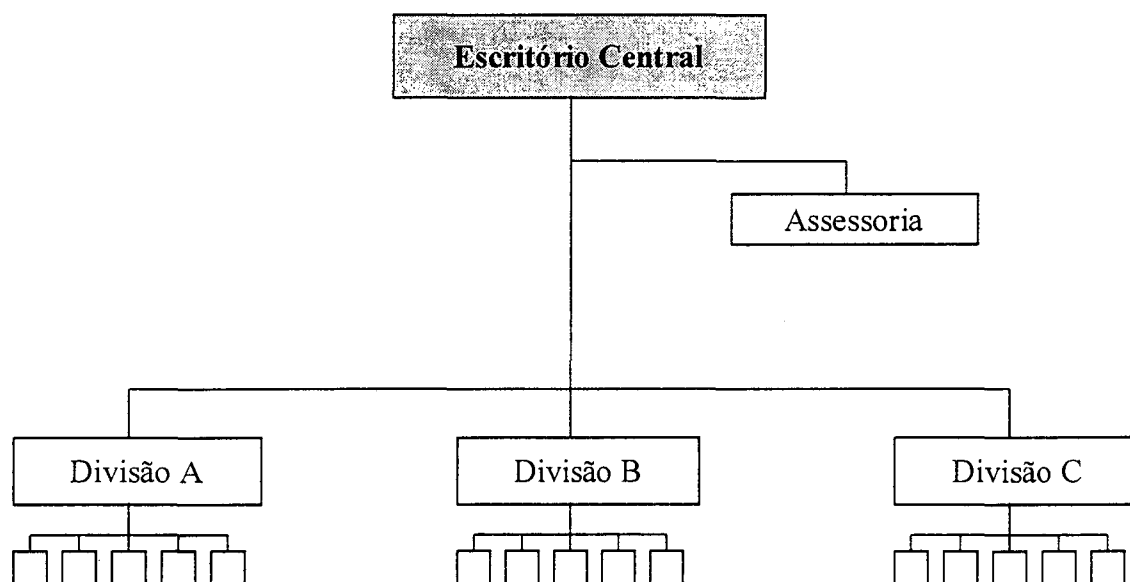 Escritório Central
Assessoria
Divisão A
Divisão B
Divisão C